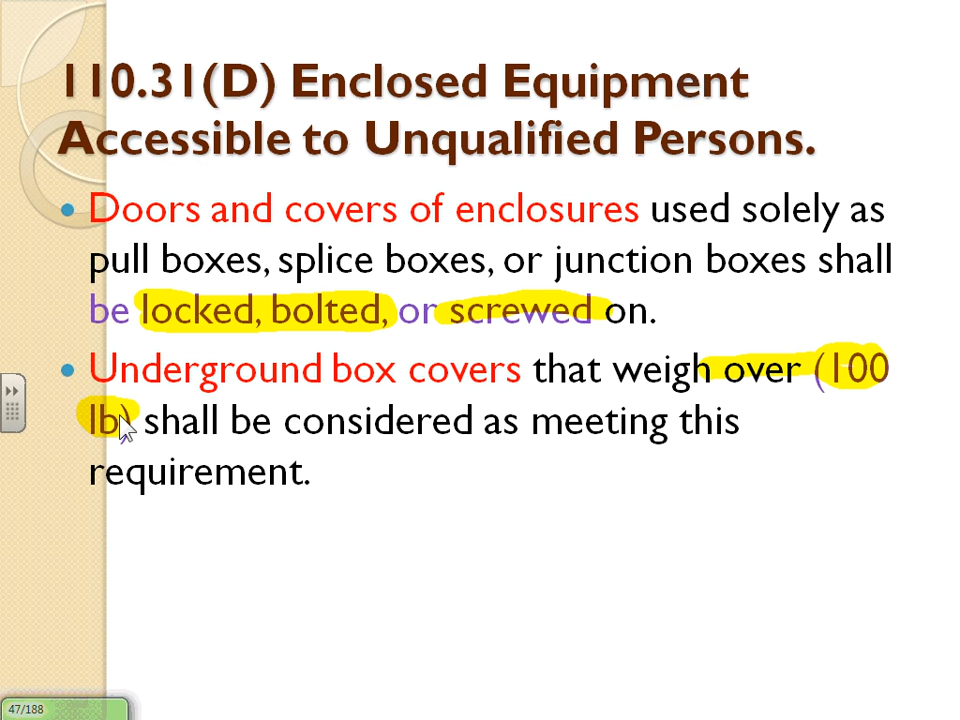 110.31(D) Enclosed Equipment
Accessible to Unqualified Persons.
Doors and covers of enclosures used solely as
pull boxes, splice boxes, or junction boxes shall
be locked, bolted, or screwed on.
Underground box covers that weigh over (100
lb) shall be considered as meeting this
requirement.
47/188